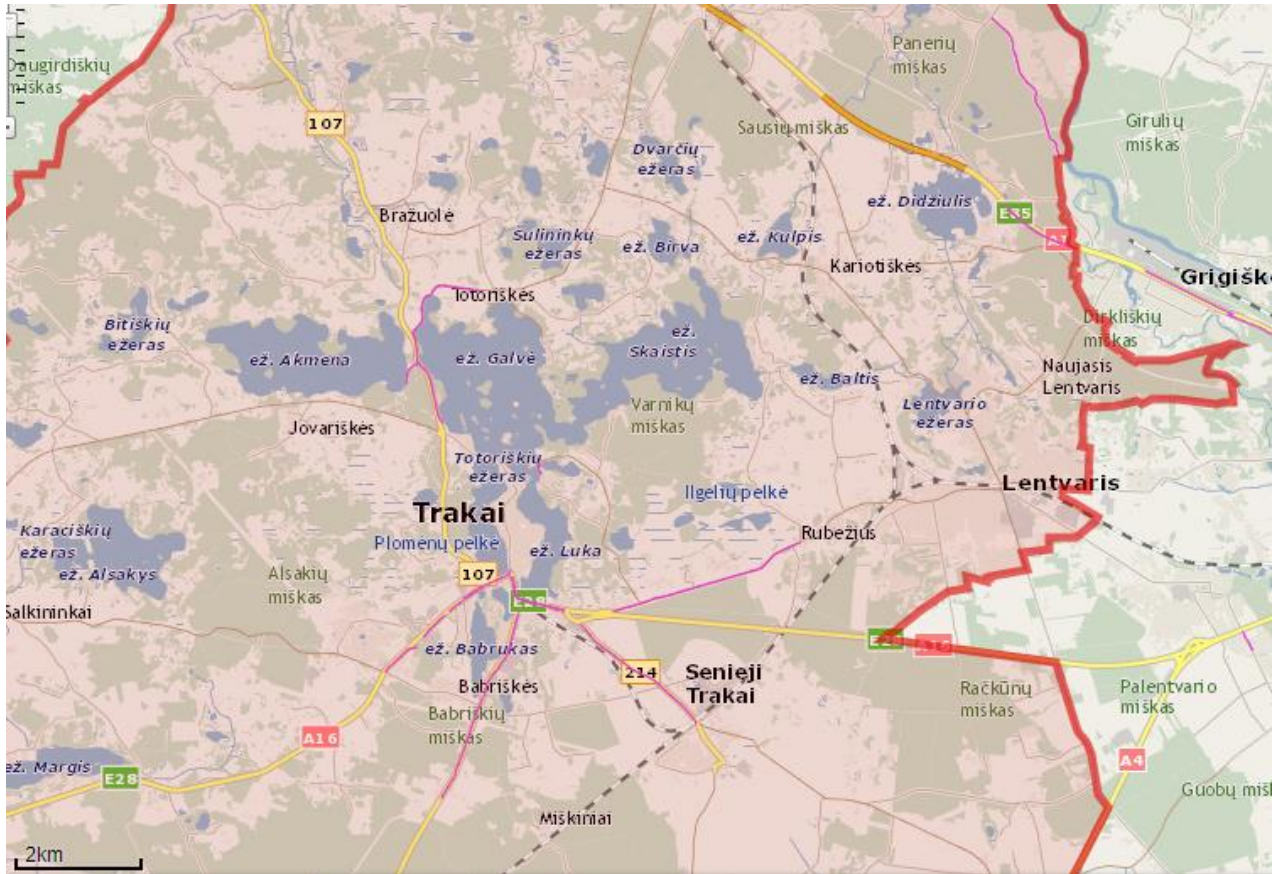 Panerių
miškas
Daugirdiškių
miškas
107
Sausių miškas
Girulių
miškas
Dvarčių
ežeras
ež. Didžiulis
E85
Bražuolė
Sulininkų
ežeras
ež. Birva
ež. Kulpis
A1
Kariotiškės
Grigišk
Totoriškės
Bitiškių
ežeras
ež. Akmena
ež. Galvė
ež.
Skaistis
Dirkliškių
miškas
Naujasis
Lentvaris
ež. Baltis
Lentvario
ežeras
Varnikų
miškas
Jovariškės
Totoriškių
ežeras
Lentvaris
Ilgelių pelkė
Trakai
Karaciškių
ežeras
ež. Alsakys
Plomėnų pelkė
ež. Luka
Rubežius
107
Alsakių
miškas
E28
Salkininkai
E28
A16
ež. Babrukas
214
Senieji
Trakai
Babriškės
Račkūnų
miškas
Palentvario
miškas
Babriškių
miškas
A16
ež. Margis
E28
A4
Guobų mišk
Miškiniai
2km